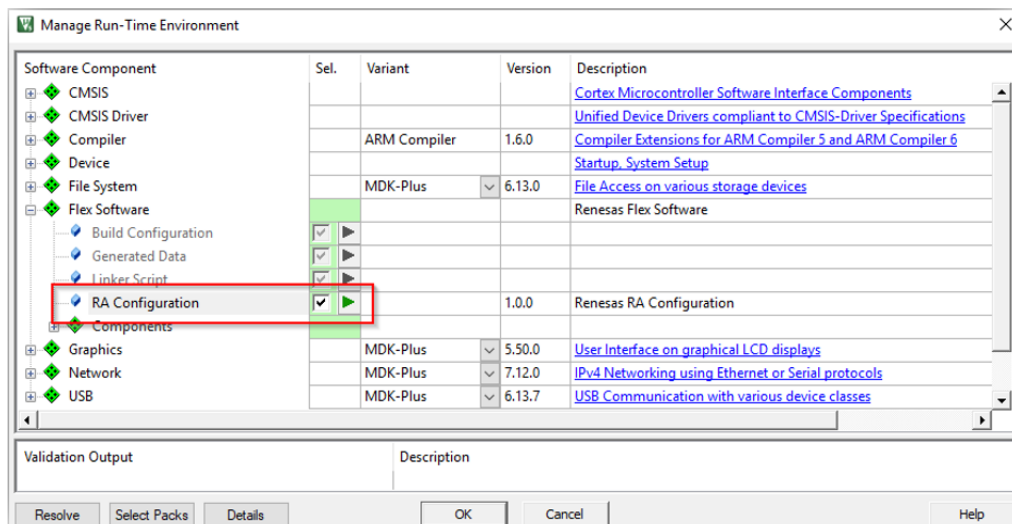 Manage Run-Time Environment
Software Component Sel. Variant Version Description
CMSIS Cortex Microcontroller Software Interface Components
CMSIS Driver Unified Device Drivers compliant to CMSIS-Driver Specifications
Compiler ARM Compiler 1.6.0 Compiler Extensions for ARM Compiler 5 and ARM Compiler 6
Device Startup, System Setup
File System MDK-Plus 6.13.0 File Access on various storage devices
Flex Software Renesas Flex Software
Build Configuration
Generated Data
Linker Script
RA Configuration 1.0.0 Renesas RA Configuration
Components
Graphics MDK-Plus 5.50.0 User Interface on graphical LCD displays
Network MDK-Plus 7.12.0 IPv4 Networking using Ethernet or Serial protocols
USB MDK-Plus 6.13.7 USB Communication with various device classes
Validation Output Description
Resolve Select Packs Details OK Cancel Help